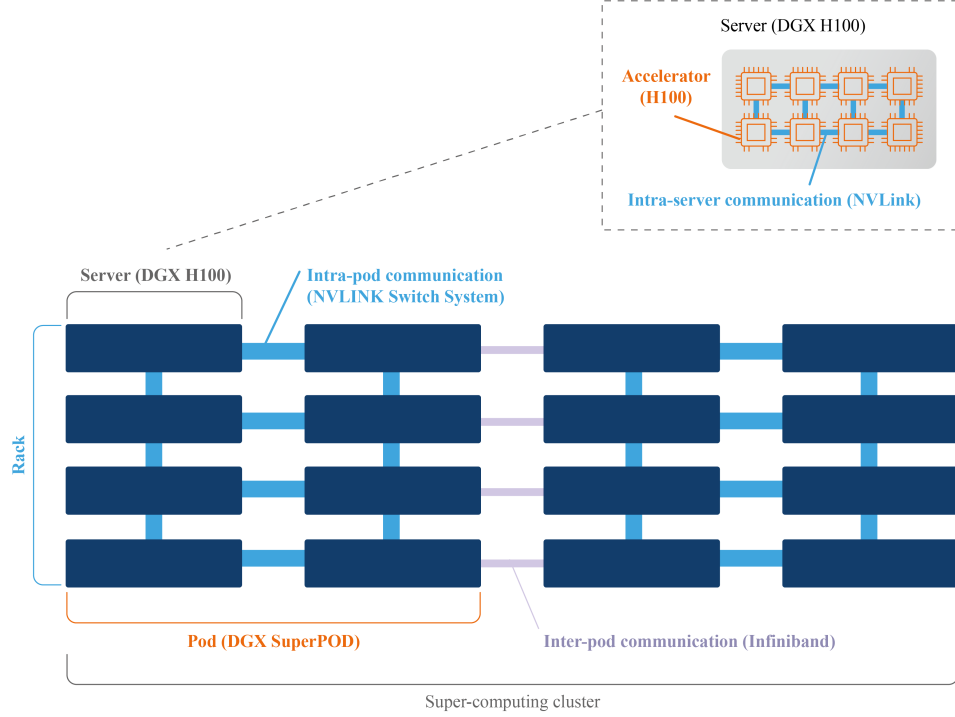 Server (DGX H100)
Accelerator
(H100)
Intra-server communication (NVLink)
Server (DGX H100)
Intra-pod communication
(NVLINK Switch System)
Rack
Pod (DGX SuperPOD)
Inter-pod communication (Infiniband)
Super-computing cluster